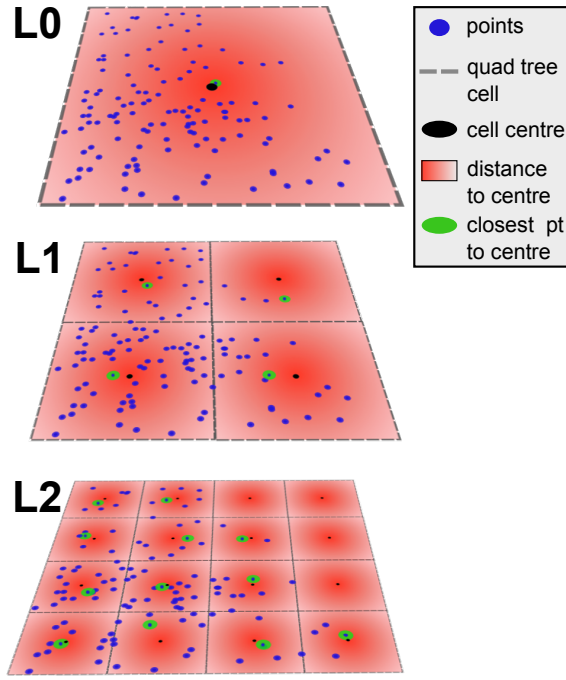 L0
points
quad tree
cell
cell centre
distance
to centre
closest pt
to centre
L1
L2